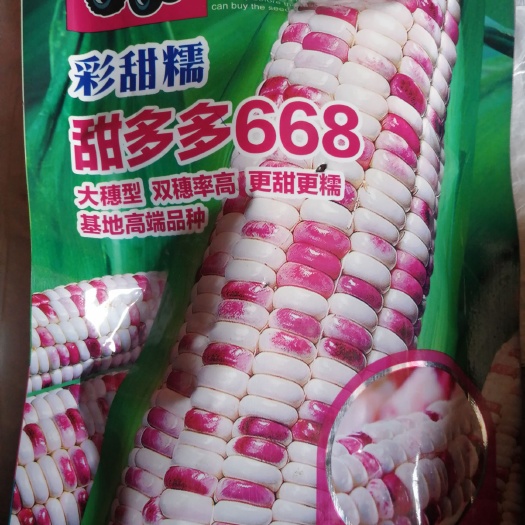 can buy the see
彩甜糯
甜多多668
大穗型 双穗率高 更甜更糯
基地高端品种